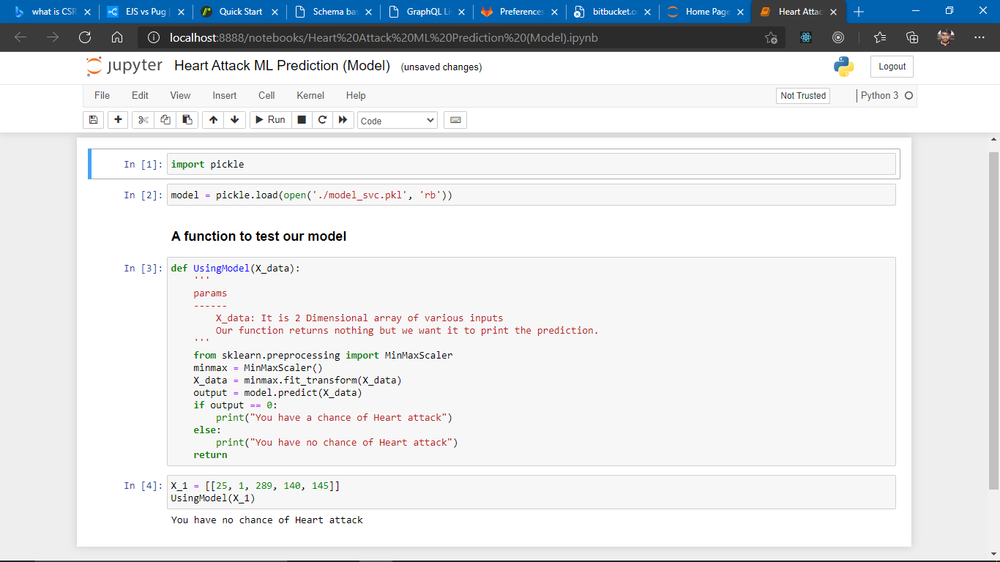 what is CSR
EJS vs Pug
Quick Start
Schema bas
GraphQL Li
Preferences
bitbucket.o
Home Page
Heart Attac
localhost:8888/notebooks/Heart%20Attack%20ML%20Prediction%20(Model).ipynb
jupyter Heart Attack ML Prediction (Model) (unsaved changes)
Logout
File Edit View Insert Cell Kernel Help
Not Trusted
Python 3
Run
Code
In [1]: import pickle
In [2]: model = pickle.load(open('./model_svc.pkl', 'rb'))
A function to test our model
In [3]: def UsingModel(X_data):
'''
params
------
X_data: It is 2 Dimensional array of various inputs
Our function returns nothing but we want it to print the prediction.
'''
from sklearn.preprocessing import MinMaxScaler
minmax = MinMaxScaler()
X_data = minmax.fit_transform(X_data)
output = model.predict(X_data)
if output == 0:
print("You have a chance of Heart attack")
else:
print("You have no chance of Heart attack")
return
In [4]: X_1 = [[25, 1, 289, 140, 145]]
UsingModel(X_1)
You have no chance of Heart attack